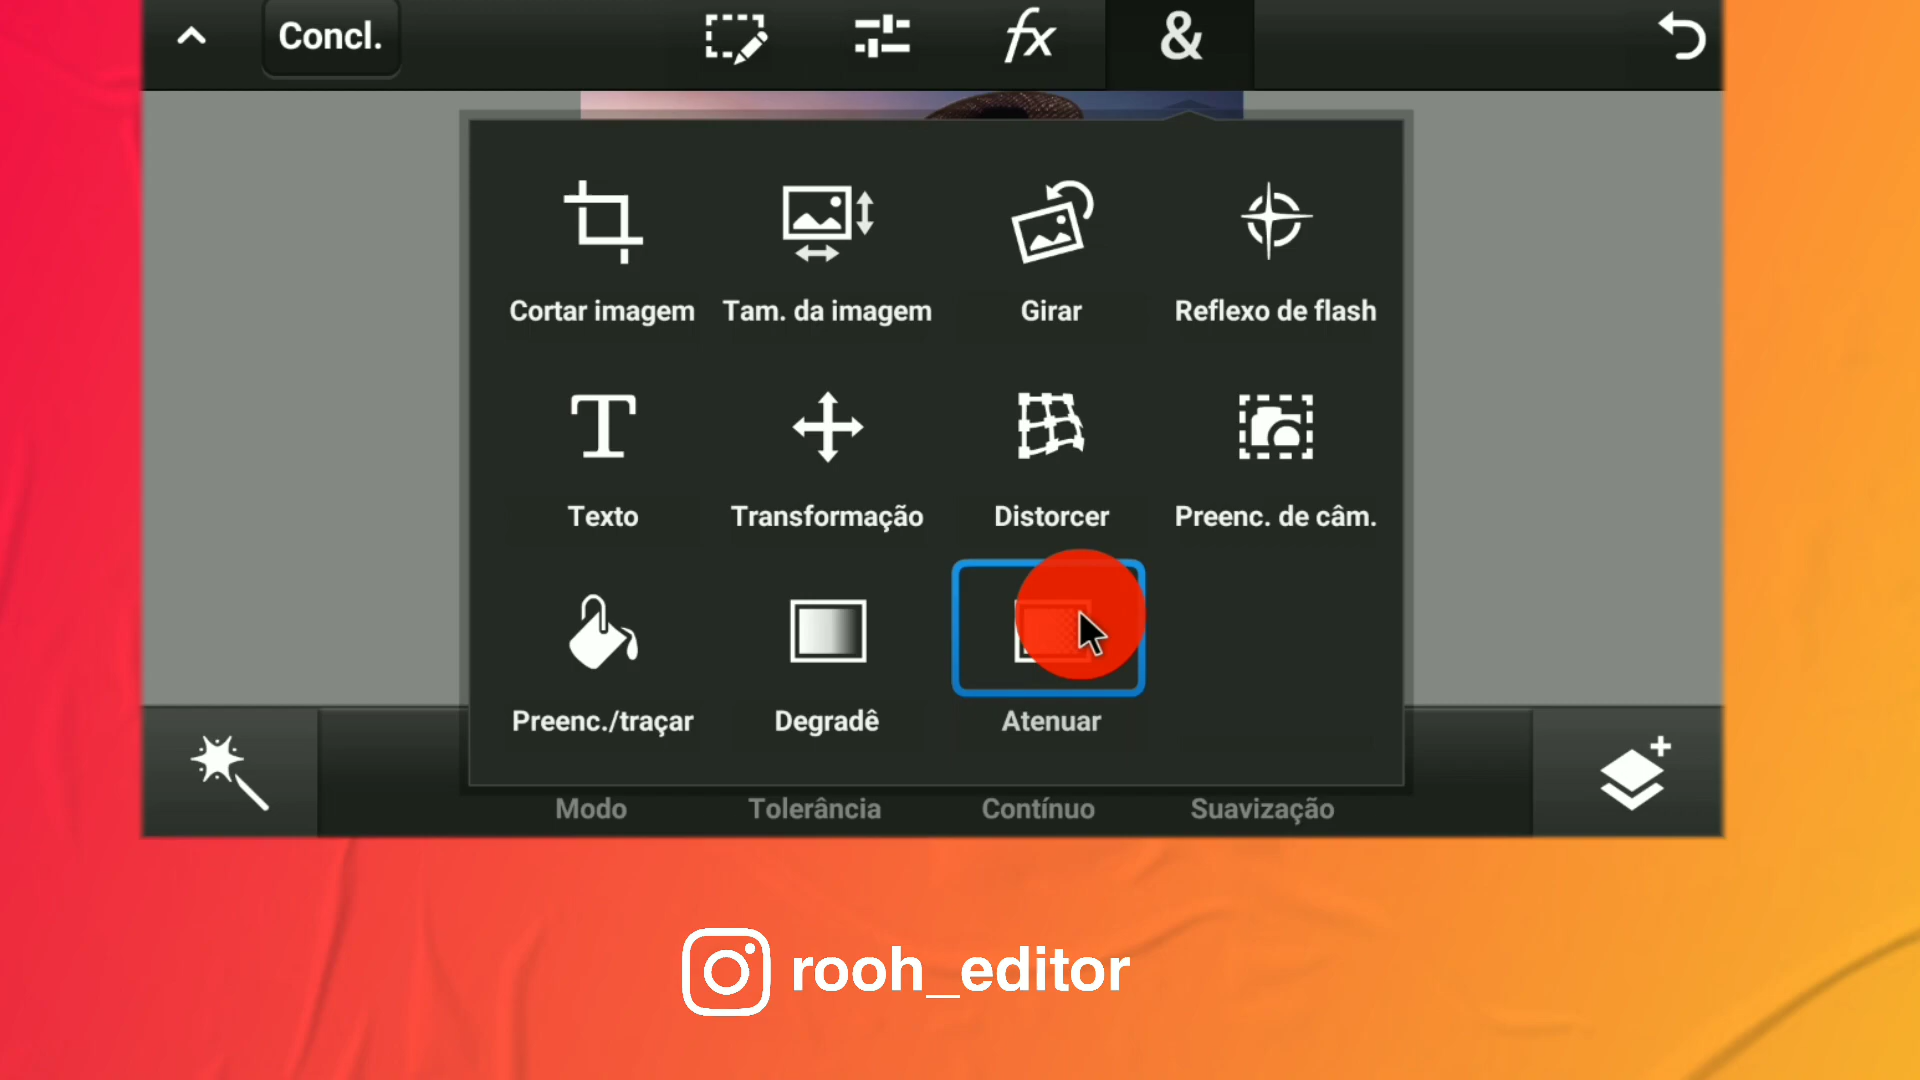 Concl.
fx
&
Cortar imagem
Tam. da imagem
Girar
Reflexo de flash
T
Texto
Transformação
Distorcer
Preenc. de câm.
Preenc./traçar
Degradê
Atenuar
Modo
Tolerância
Contínuo
Suavização
rooh_editor